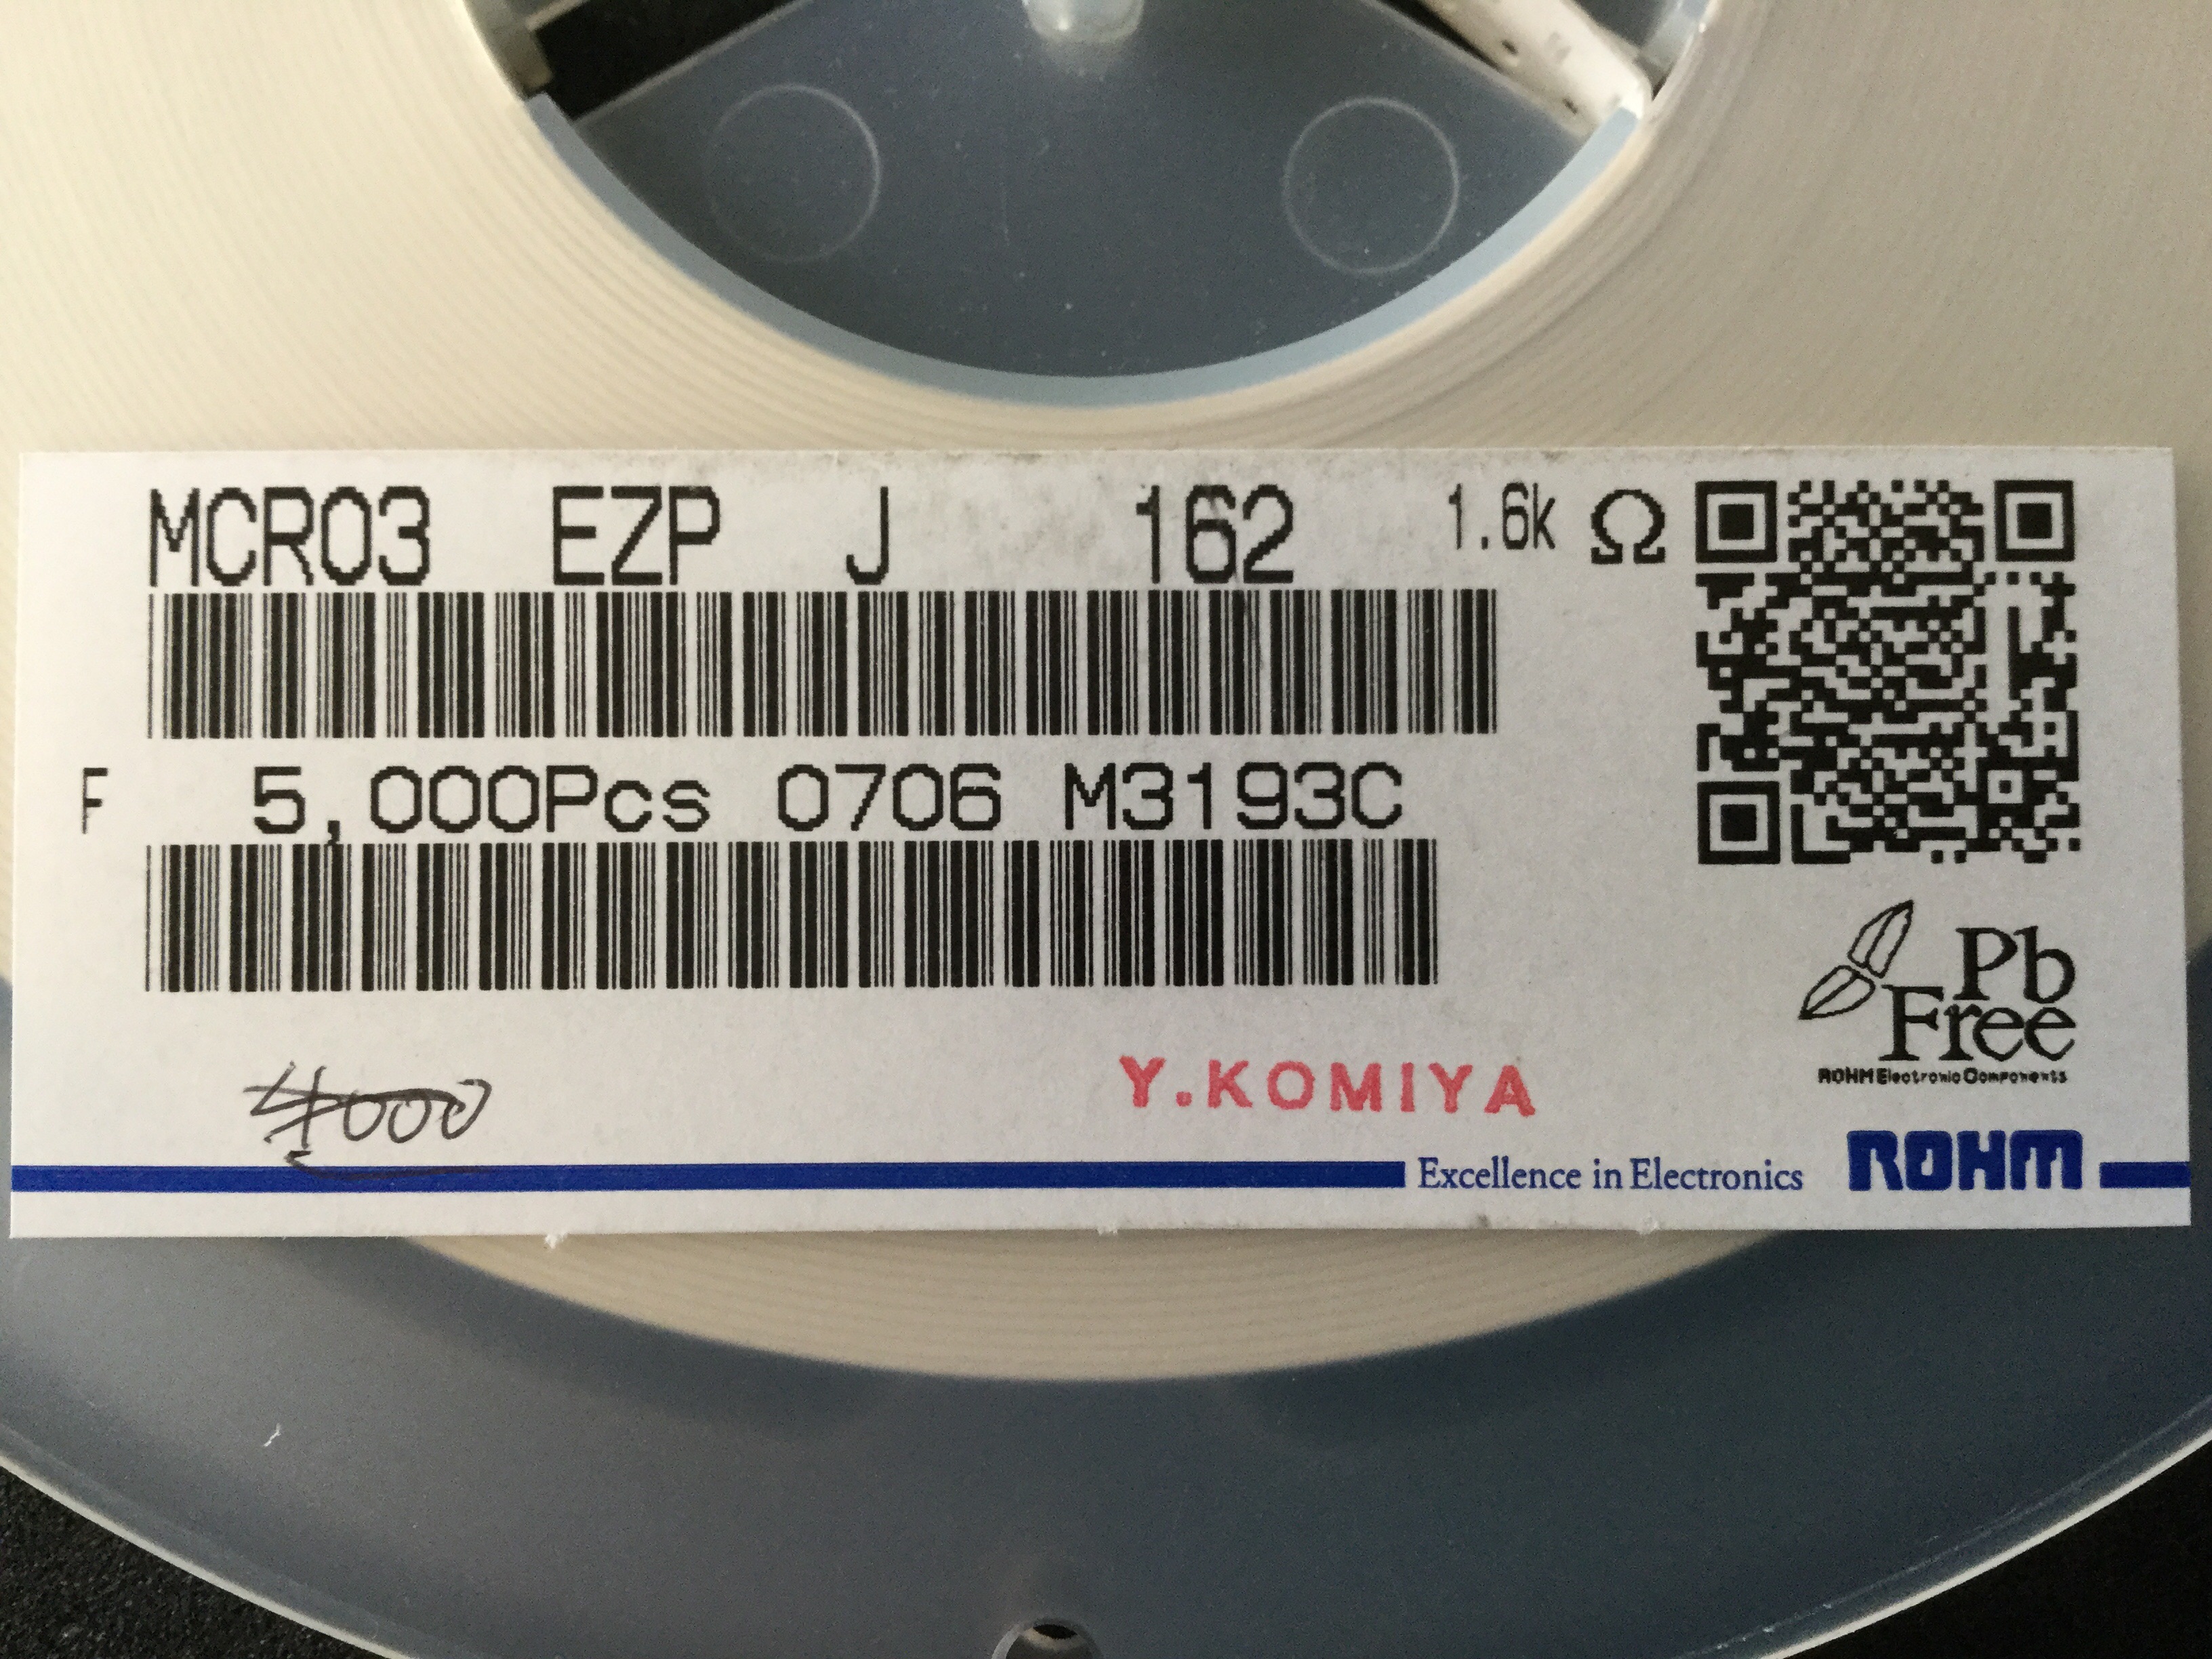 MCR03 EZP J 162 1.6k Ω
F 5,000Pcs 0706 M3193C
Pb
Free
ROHM Electronic Components
4000
Y.KOMIYA
Excellence in Electronics ROHM